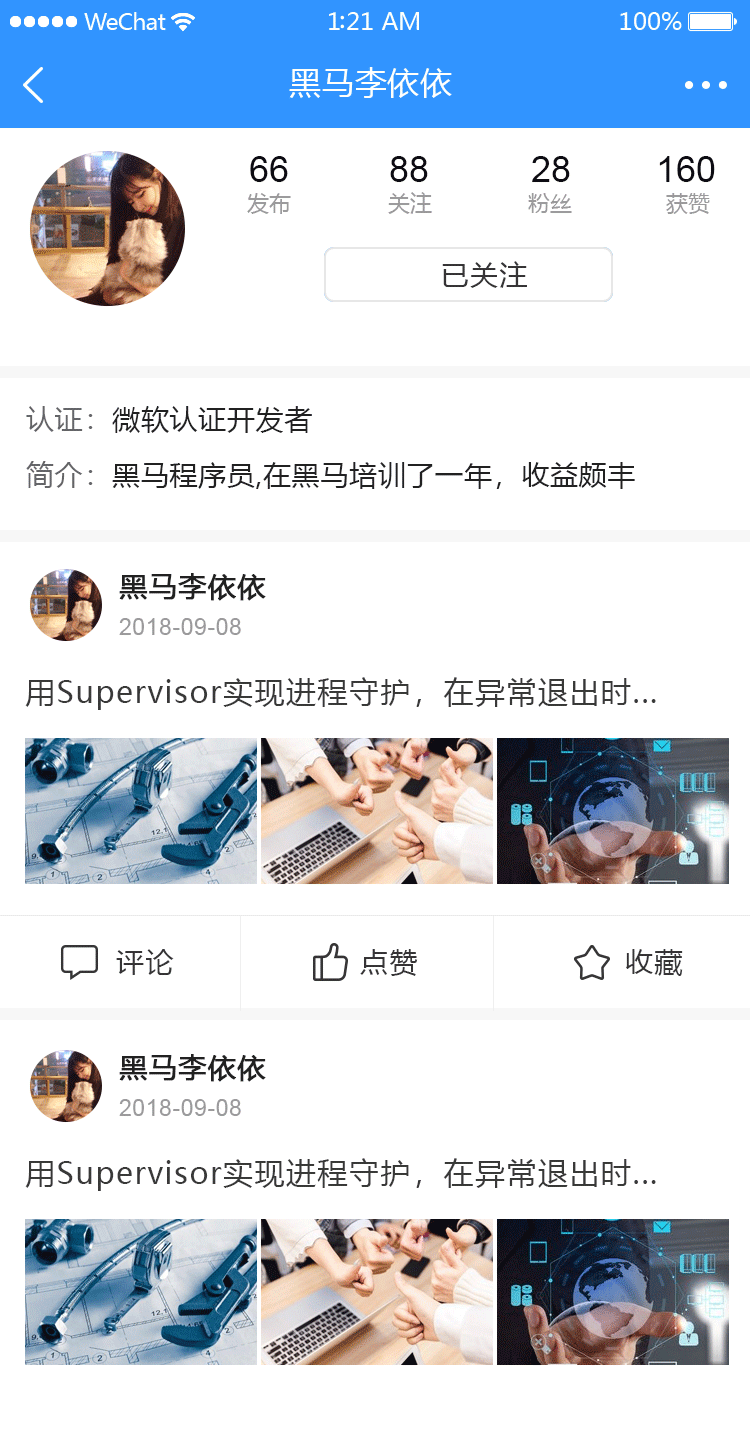 WeChat 1:21 AM 100%
黑马李依依
66 88 28 160
发布 关注 粉丝 获赞
已关注
认证：微软认证开发者
简介：黑马程序员,在黑马培训了一年，收益颇丰
黑马李依依
2018-09-08
用Supervisor实现进程守护，在异常退出时...
评论 点赞 收藏
黑马李依依
2018-09-08
用Supervisor实现进程守护，在异常退出时...